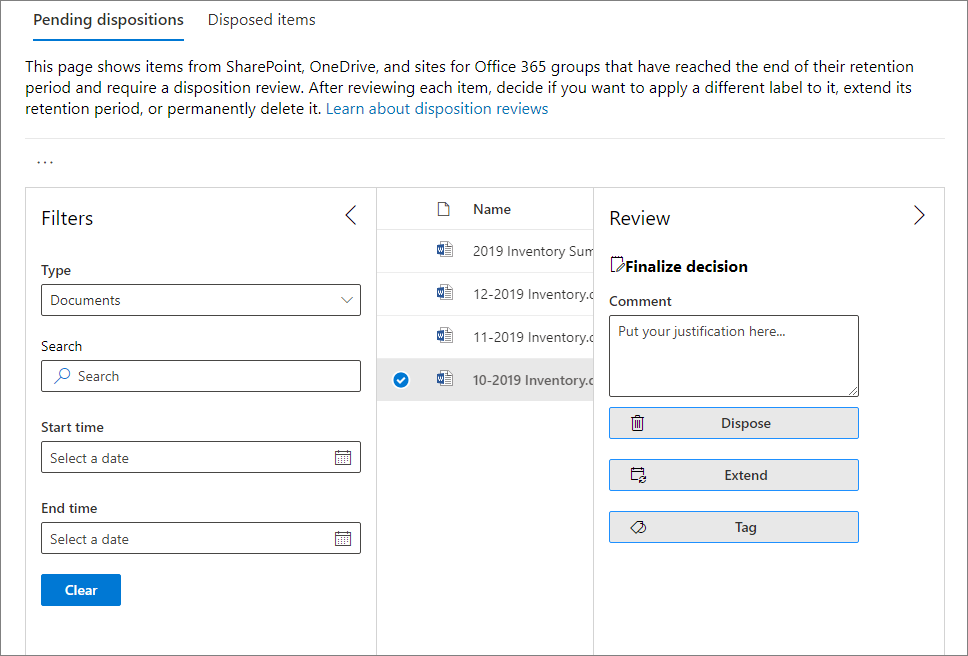 Pending dispositions
Disposed items
This page shows items from SharePoint, OneDrive, and sites for Office 365 groups that have reached the end of their retention
period and require a disposition review. After reviewing each item, decide if you want to apply a different label to it, extend its
retention period, or permanently delete it. Learn about disposition reviews
...
Filters
Type
Documents
Search
Search
Start time
Select a date
End time
Select a date
Clear
Name
2019 Inventory Sum
12-2019 Inventory.d
11-2019 Inventory.d
10-2019 Inventory.d
Review
Finalize decision
Comment
Put your justification here...
Dispose
Extend
Tag